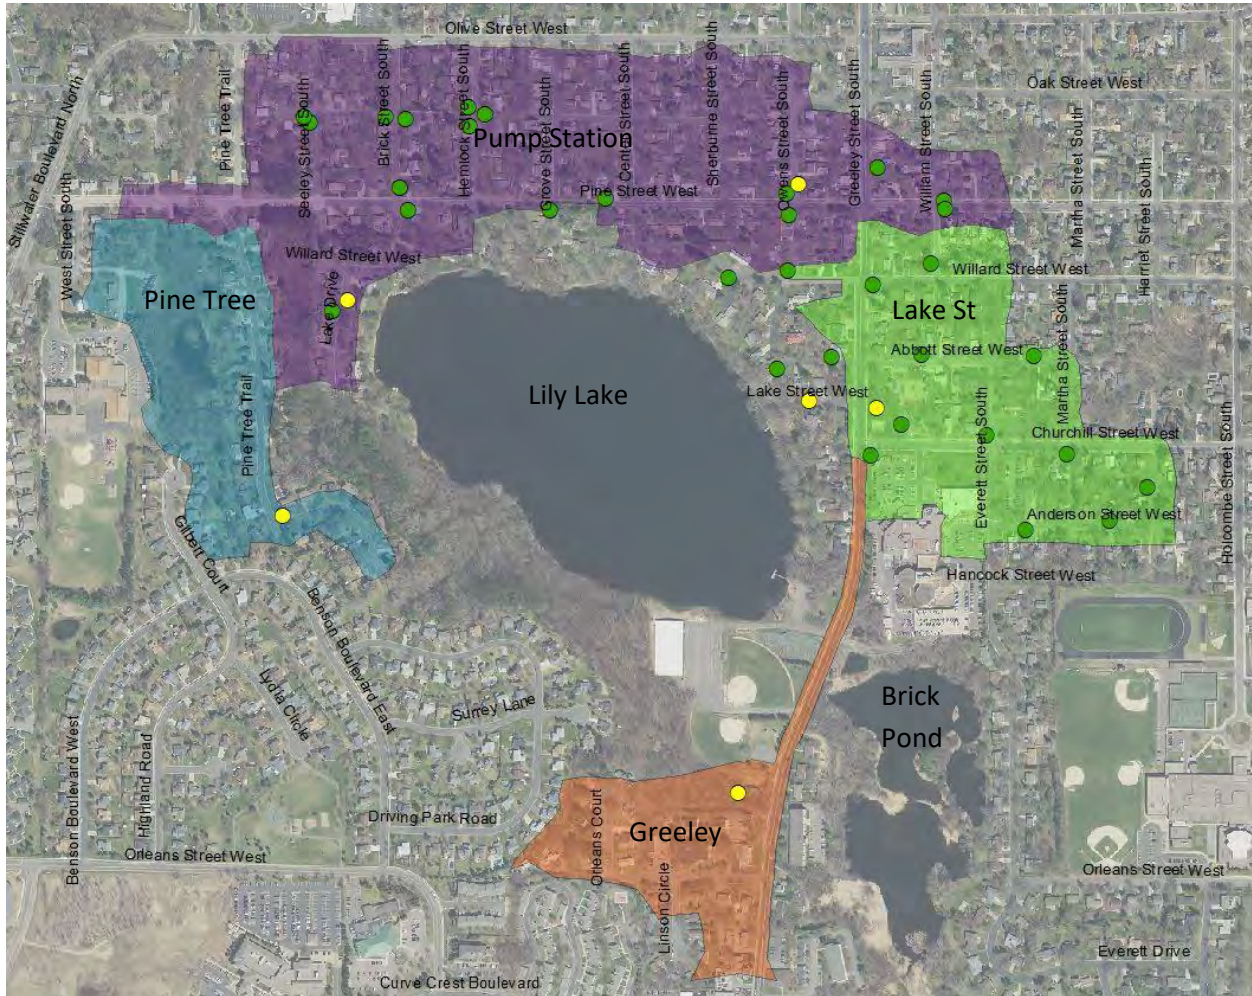 Olive Street West
Oak Street West
Stillwater Boulevard North
Pine Tree Trail
Seeley Street South
Brick Street South
Hemlock Street South
Pump Station
Grove Street South
Center Street South
Sherburne Street South
Owens Street South
Greeley Street South
William Street South
Martha Street South
Harriet Street South
Pine Street West
West Street South
Willard Street West
Willard Street West
Pine Tree
Lake Drive
Lake St
Abbott Street West
Martha Street South
Lily Lake
Lake Street West
Pine Tree Trail
Everett Street South
Churchill Street West
Holcombe Street South
Anderson Street West
Gilbert Court
Hancock Street West
Benson Boulevard East
Lydia Circle
Surrey Lane
Brick
Pond
Benson Boulevard West
Highland Road
Driving Park Road
Orleans Court
Greeley
Linson Circle
Orleans Street West
Orleans Street West
Everett Drive
Curve Crest Boulevard